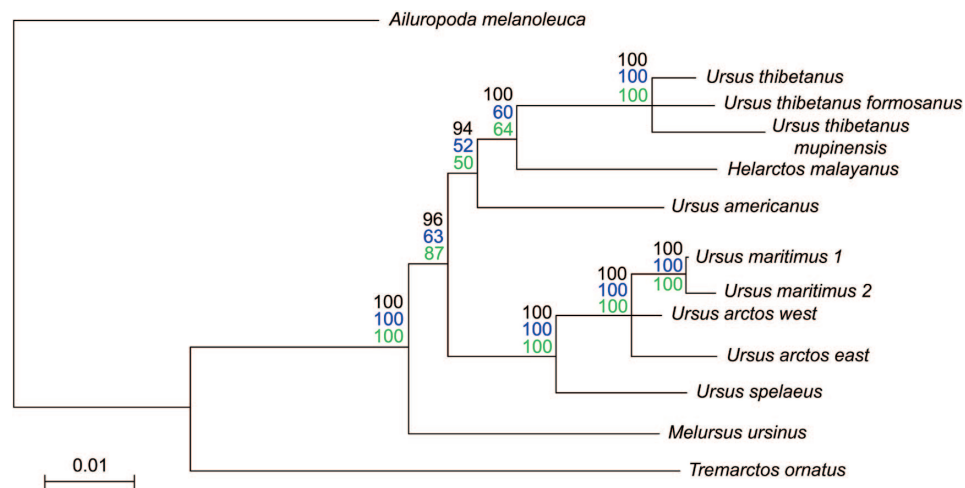 Ailuropoda melanoleuca
100
100
100
Ursus thibetanus
Ursus thibetanus formosanus
Ursus thibetanus
mupinensis
100
60
64
Helarctos malayanus
94
52
50
Ursus americanus
96
63
87
100
100
100
Ursus maritimus 1
Ursus maritimus 2
100
100
100
Ursus arctos west
Ursus arctos east
100
100
100
Ursus spelaeus
100
100
100
Melursus ursinus
Tremarctos ornatus
0.01